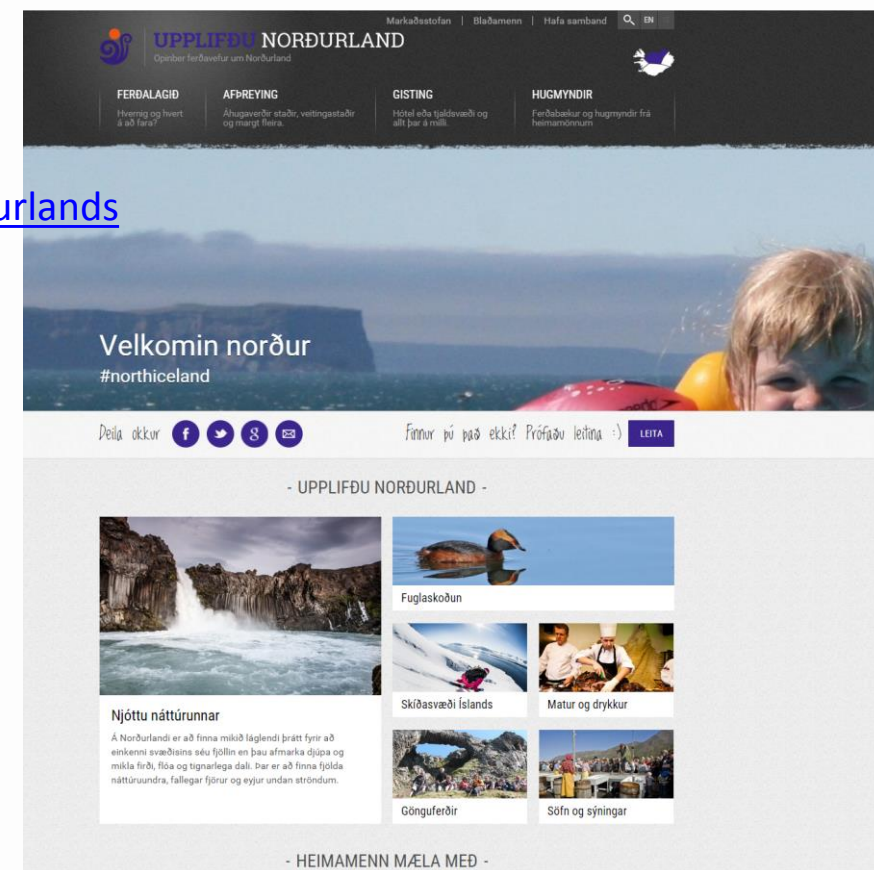 Markaðsstofan | Blaðamenn | Hafa samband EN
UPPLIFÐU NORÐURLAND
Opinber ferðavefur um Norðurland
FERÐALAGIÐ
Hvernig og hvert
á að fara?
AFÞREYING
Áhugaverðir staðir, veitingastaðir
og margt fleira.
GISTING
Hótel eða tjaldsvæði og
allt þar á milli.
HUGMYNDIR
Ferðabækur og hugmyndir frá
heimamönnum
urlands
Velkomin norður
#northiceland
Deila okkur
Finnur þú það ekki? Prófaðu leitina :) LEITA
- UPPLIFÐU NORÐURLAND -
Njóttu náttúrunnar
Á Norðurlandi er að finna mikið láglendi þrátt fyrir að
einkenni svæðisins séu fjöllin en þau afmarka djúpa og
mikla firði, flóa og tignarlega dali. Þar er að finna fjölda
náttúruundra, fallegar fjörur og eyjur undan ströndum.
Fuglaskoðun
Skíðasvæði Íslands
Matur og drykkur
Gönguferðir
Söfn og sýningar
- HEIMAMENN MÆLA MEÐ -